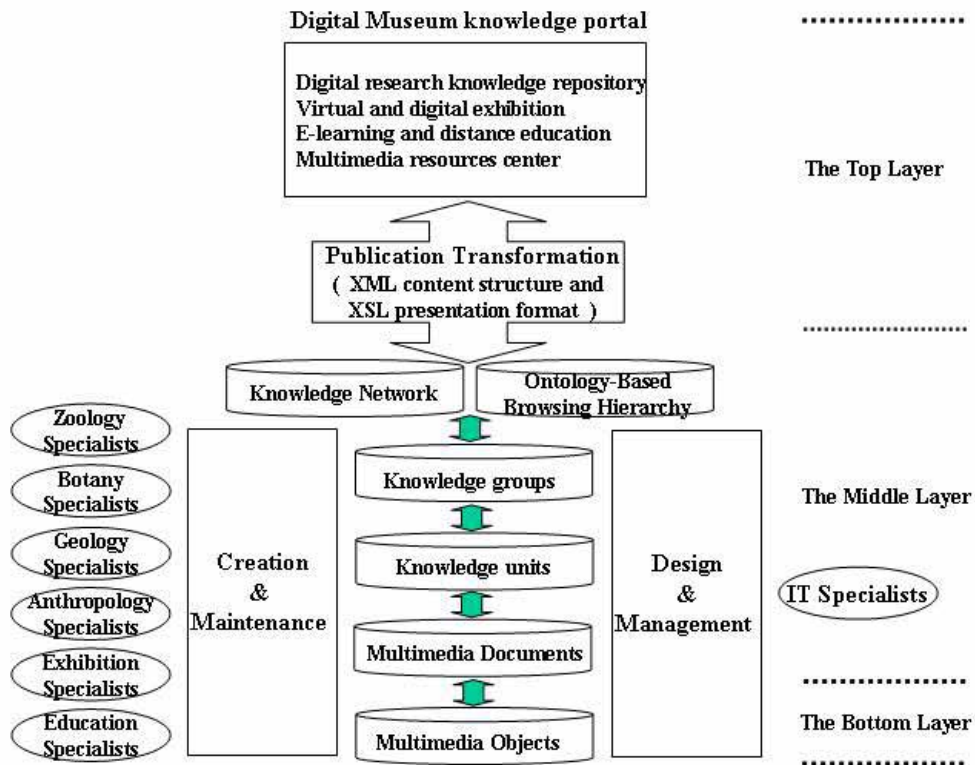 Digital Museum knowledge portal
Digital research knowledge repository
Virtual and digital exhibition
E-learning and distance education
Multimedia resources center
The Top Layer
Publication Transformation
( XML content structure and
XSL presentation format )
Knowledge Network
Ontology-Based
Browsing Hierarchy
Zoology
Specialists
Botany
Specialists
Geology
Specialists
Anthropology
Specialists
Exhibition
Specialists
Education
Specialists
Creation
&
Maintenance
Knowledge groups
Knowledge units
Multimedia Documents
Multimedia Objects
Design
&
Management
The Middle Layer
IT Specialists
The Bottom Layer